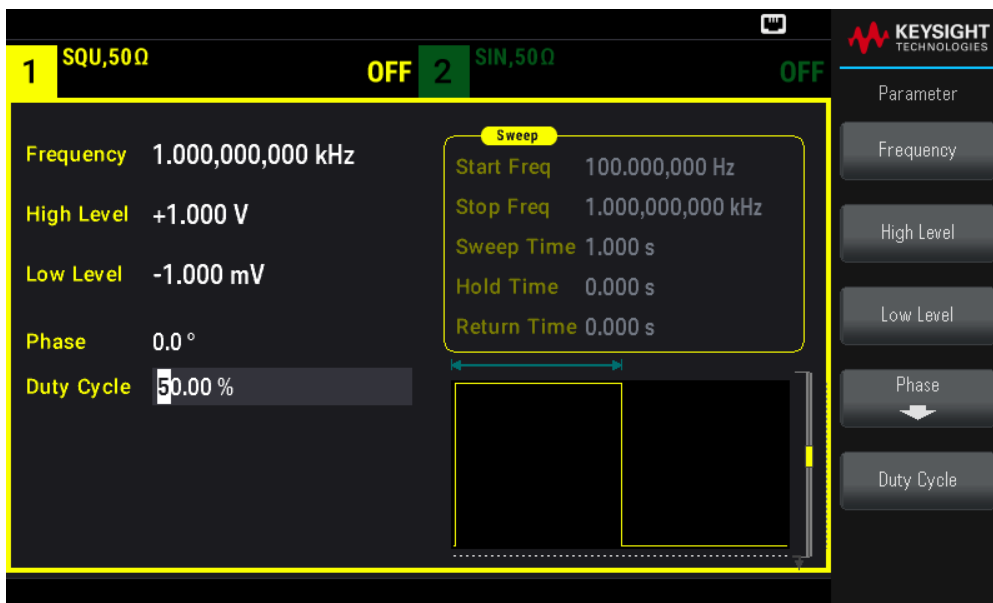 KEYSIGHT
TECHNOLOGIES
1 SQU,50Ω OFF 2 SIN,50Ω OFF
Parameter
Frequency 1.000,000,000 kHz
High Level +1.000 V
Low Level -1.000 mV
Phase 0.0 °
Duty Cycle 50.00 %
Sweep
Start Freq 100.000,000 Hz
Stop Freq 1.000,000,000 kHz
Sweep Time 1.000 s
Hold Time 0.000 s
Return Time 0.000 s
Frequency
High Level
Low Level
Phase
Duty Cycle